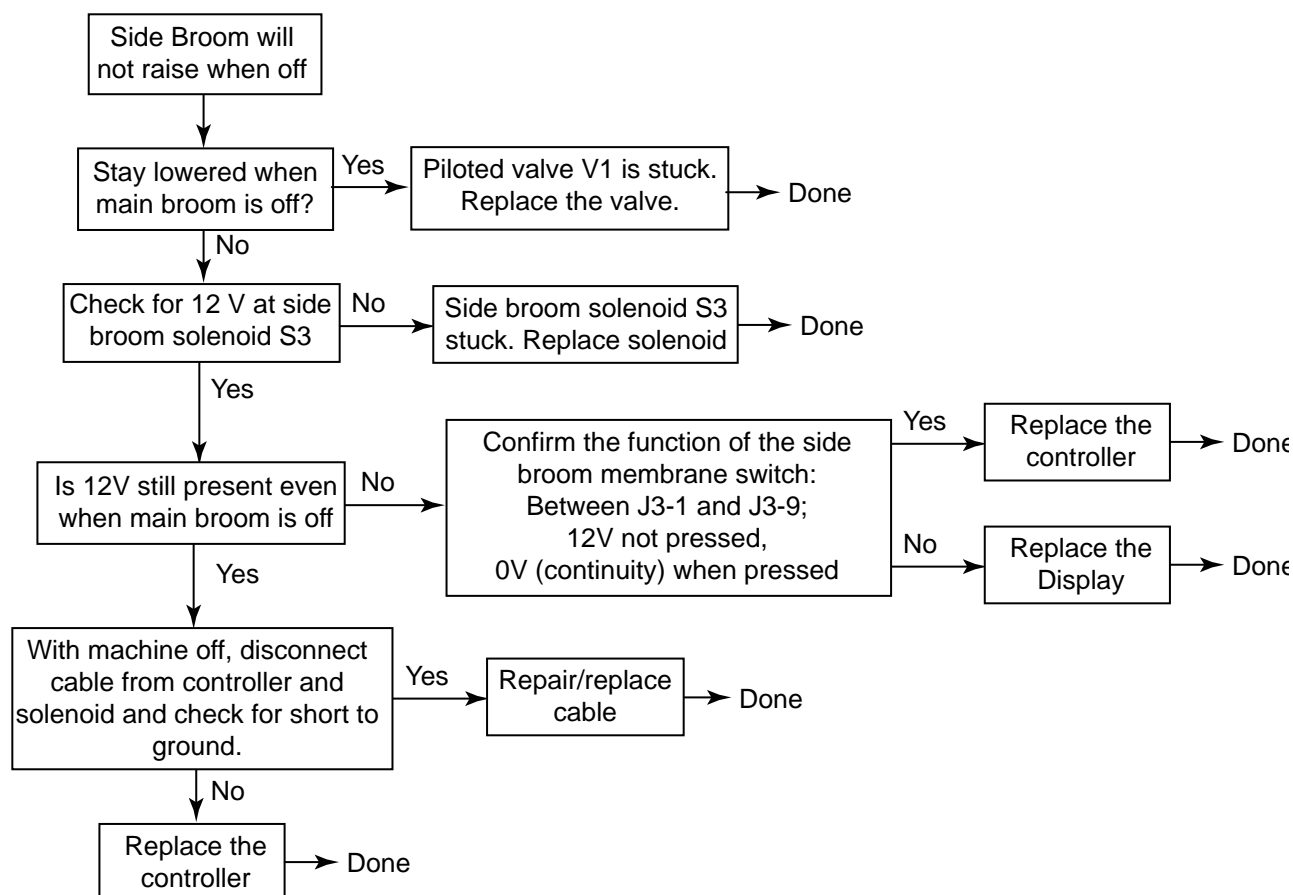 Side Broom will
not raise when off
Stay lowered when
main broom is off?
Yes
Piloted valve V1 is stuck.
Replace the valve.
Done
No
Check for 12 V at side
broom solenoid S3
No
Side broom solenoid S3
stuck. Replace solenoid
Done
Yes
Is 12V still present even
when main broom is off
No
Confirm the function of the side
broom membrane switch:
Between J3-1 and J3-9;
12V not pressed,
0V (continuity) when pressed
Yes
Replace the
controller
Done
No
Replace the
Display
Done
Yes
With machine off, disconnect
cable from controller and
solenoid and check for short to
ground.
Yes
Repair/replace
cable
Done
No
Replace the
controller
Done